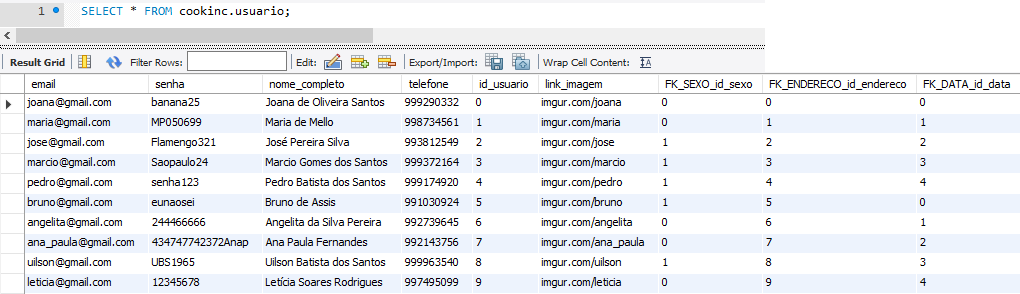 1 SELECT * FROM cookinc.usuario;
Result Grid Filter Rows: Edit: Export/Import: Wrap Cell Content: IA
email senha nome_completo telefone id_usuario link_imagem FK_SEXO_id_sexo FK_ENDERECO_id_endereco FK_DATA_id_data
joana@gmail.com banana25 Joana de Oliveira Santos 999290332 0 imgur.com/joana 0 0 0
maria@gmail.com MP050699 Maria de Mello 998734561 1 imgur.com/maria 0 1 1
jose@gmail.com Flamengo321 José Pereira Silva 993812549 2 imgur.com/jose 1 2 2
marcio@gmail.com Saopaulo24 Marcio Gomes dos Santos 999372164 3 imgur.com/marcio 1 3 3
pedro@gmail.com senha123 Pedro Batista dos Santos 999174920 4 imgur.com/pedro 1 4 4
bruno@gmail.com eunaosei Bruno de Assis 991030924 5 imgur.com/bruno 1 5 0
angelita@gmail.com 244466666 Angelita da Silva Pereira 992739645 6 imgur.com/angelita 0 6 1
ana_paula@gmail.com 434747742372Anap Ana Paula Fernandes 992143756 7 imgur.com/ana_paula 0 7 2
uilson@gmail.com UBS1965 Uilson Batista dos Santos 999963540 8 imgur.com/uilson 1 8 3
leticia@gmail.com 12345678 Letícia Soares Rodrigues 997495099 9 imgur.com/leticia 0 9 4